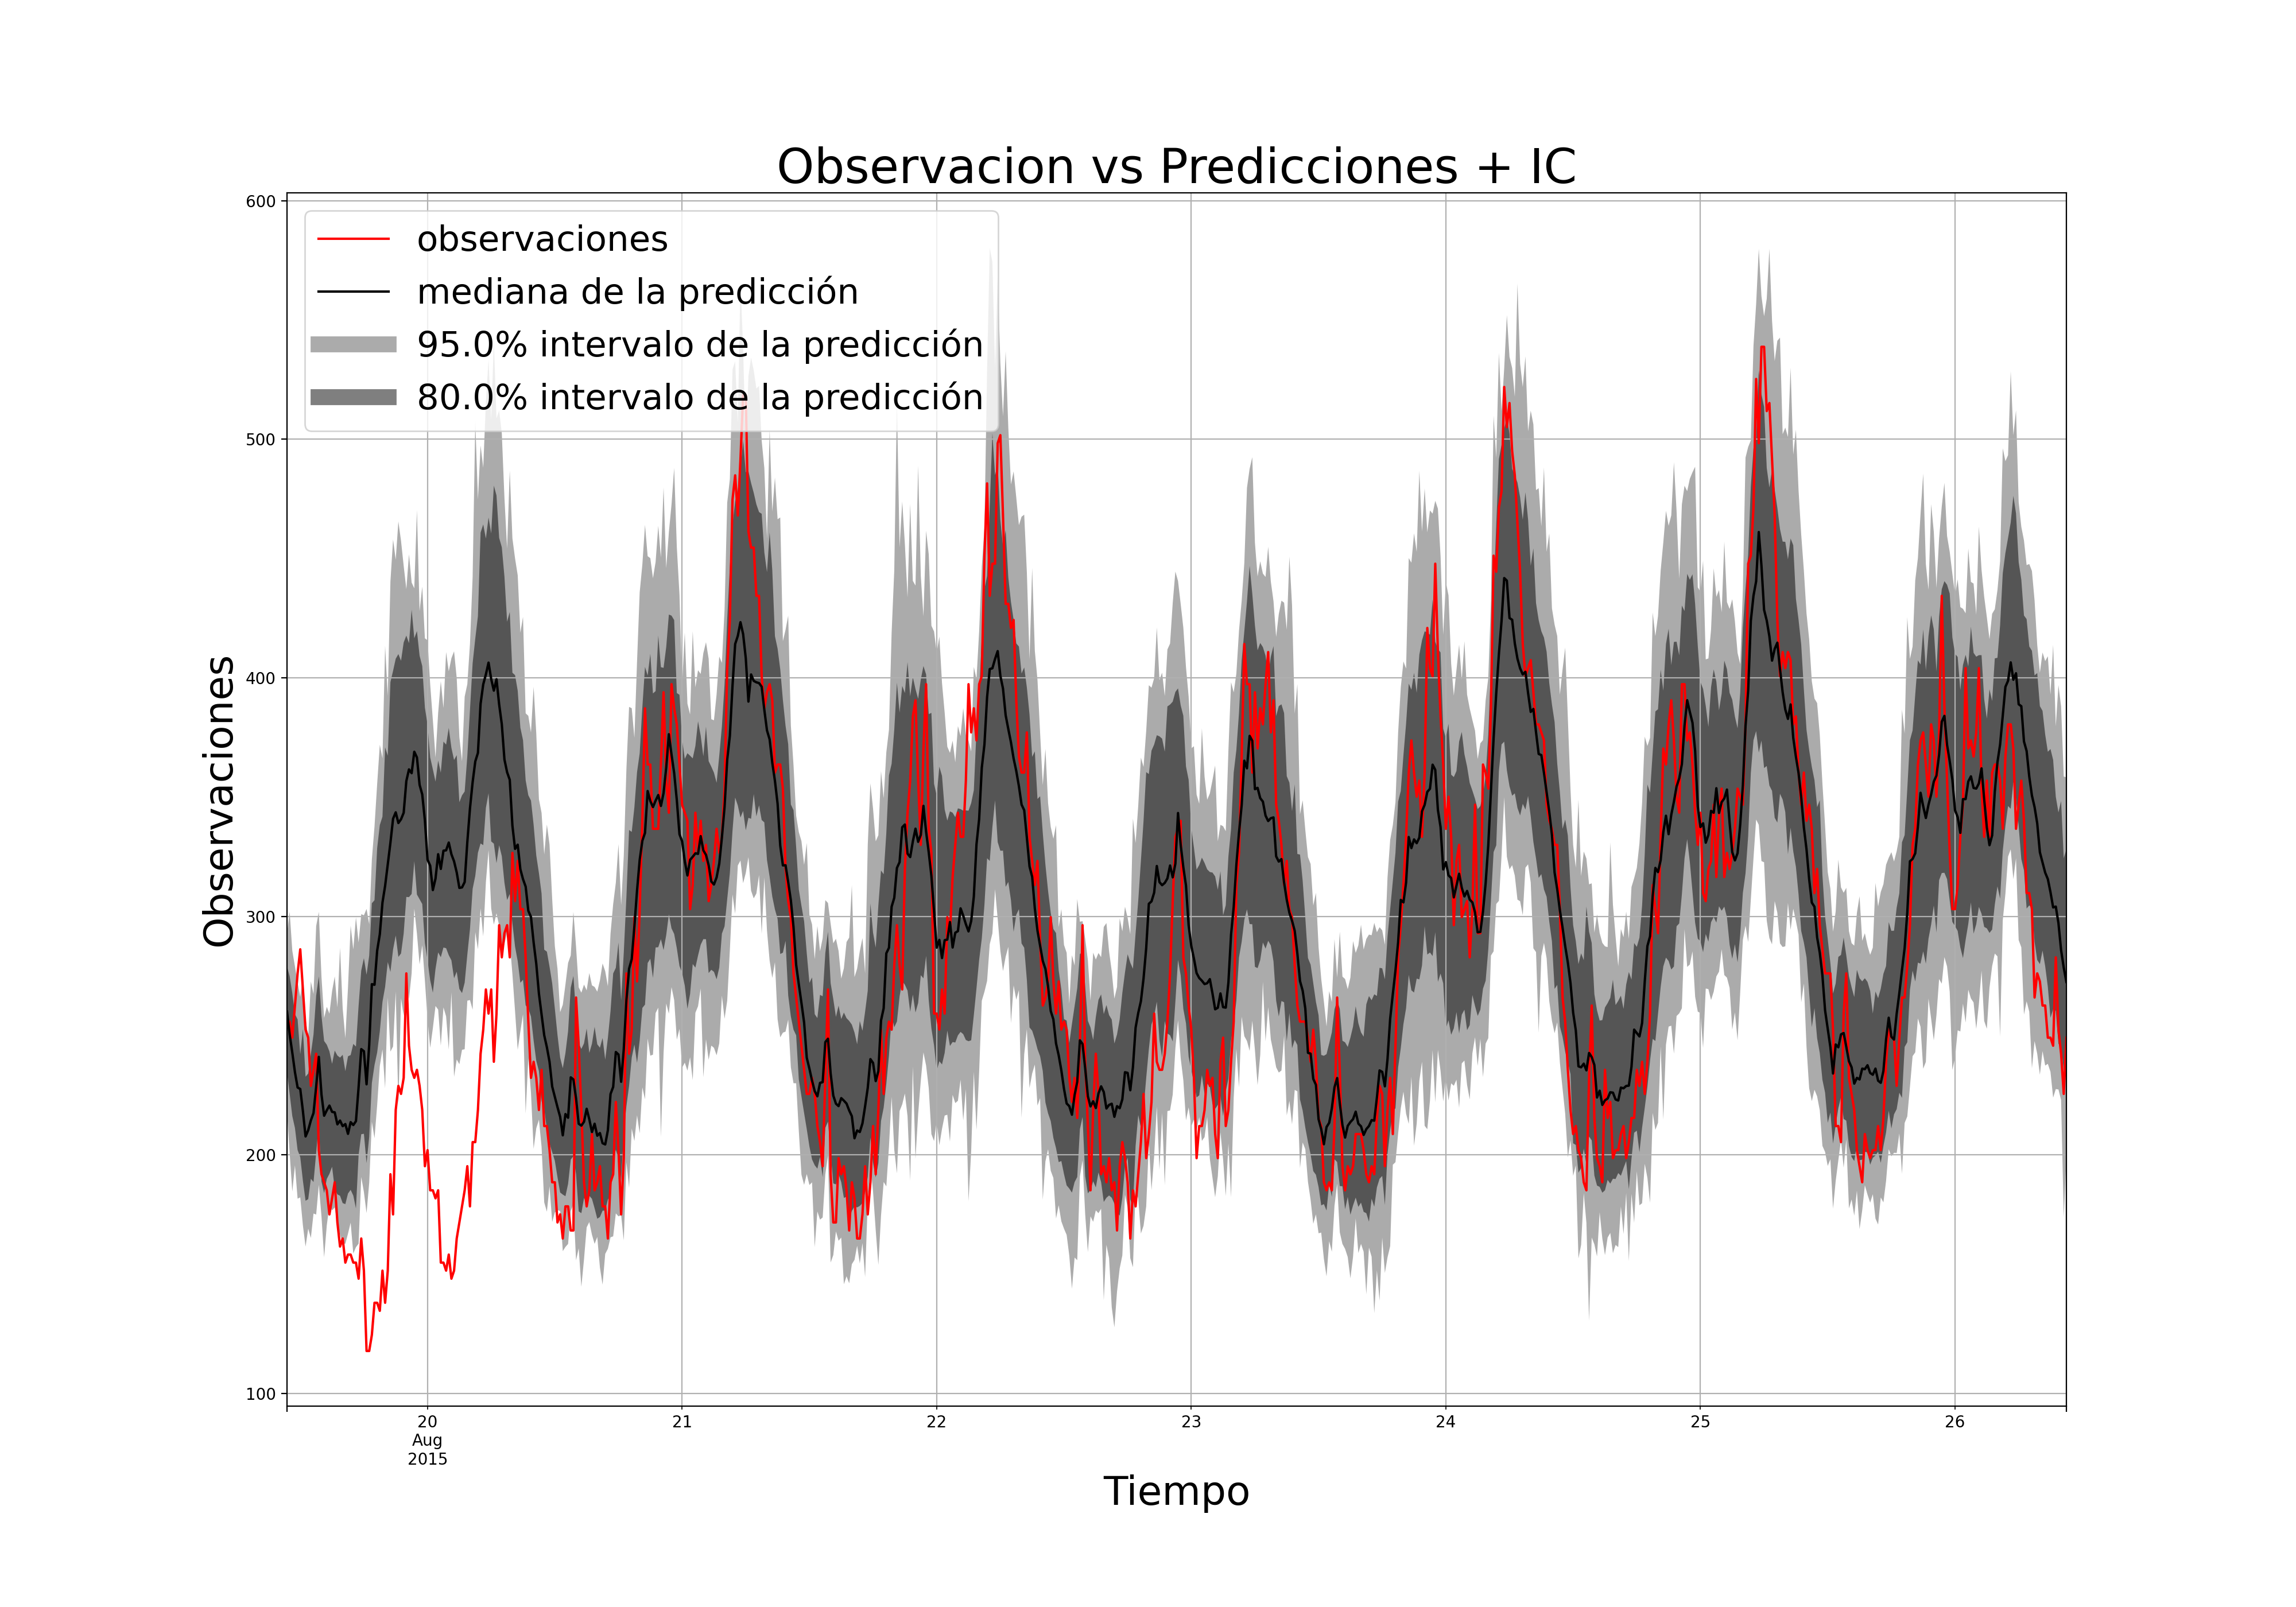 Observacion vs Predicciones + IC
600
500
400
300
200
100
observaciones
mediana de la predicción
95.0% intervalo de la predicción
80.0% intervalo de la predicción
Observaciones
20
21
22
23
24
25
26
Aug
2015
Tiempo